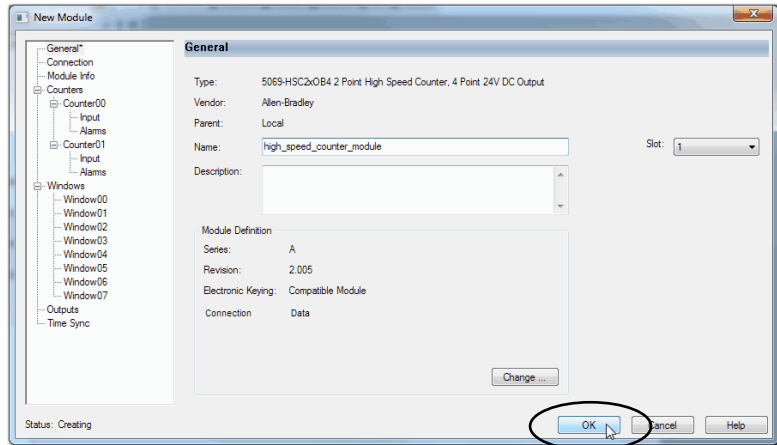 New Module
General*
Connection
Module Info
Counters
Counter00
Input
Alarms
Counter01
Input
Alarms
Windows
Window00
Window01
Window02
Window03
Window04
Window05
Window06
Window07
Outputs
Time Sync
General
Type: 5069-HSC2xOB4 2 Point High Speed Counter, 4 Point 24V DC Output
Vendor: Allen-Bradley
Parent: Local
Name: high_speed_counter_module Slot: 1
Description:
Module Definition
Series: A
Revision: 2.005
Electronic Keying: Compatible Module
Connection Data
Change ...
Status: Creating OK Cancel Help